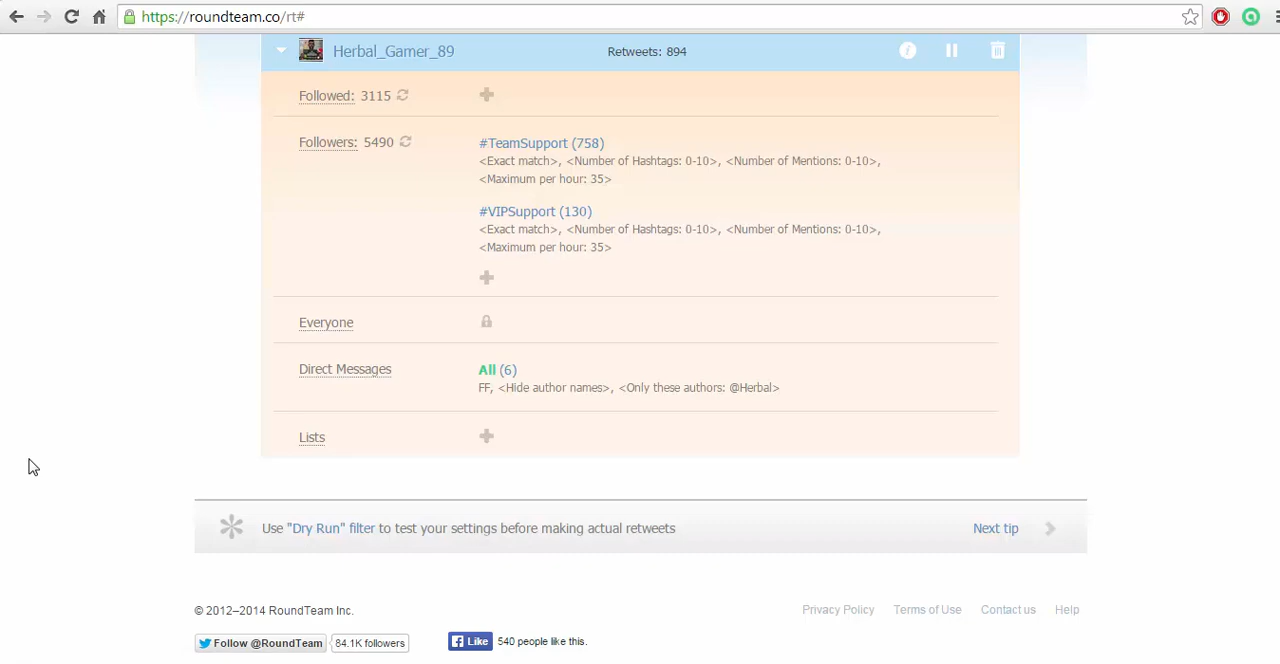 https://roundteam.co/rt#
Herbal_Gamer_89 Retweets: 894
Followed: 3115
Followers: 5490 #TeamSupport (758)
<Exact match>, <Number of Hashtags: 0-10>, <Number of Mentions: 0-10>,
<Maximum per hour: 35>
#VIPSupport (130)
<Exact match>, <Number of Hashtags: 0-10>, <Number of Mentions: 0-10>,
<Maximum per hour: 35>
Everyone
Direct Messages All (6)
FF, <Hide author names>, <Only these authors: @Herbal>
Lists
Use "Dry Run" filter to test your settings before making actual retweets Next tip
© 2012–2014 RoundTeam Inc. Privacy Policy Terms of Use Contact us Help
Follow @RoundTeam 84.1K followers Like 540 people like this.